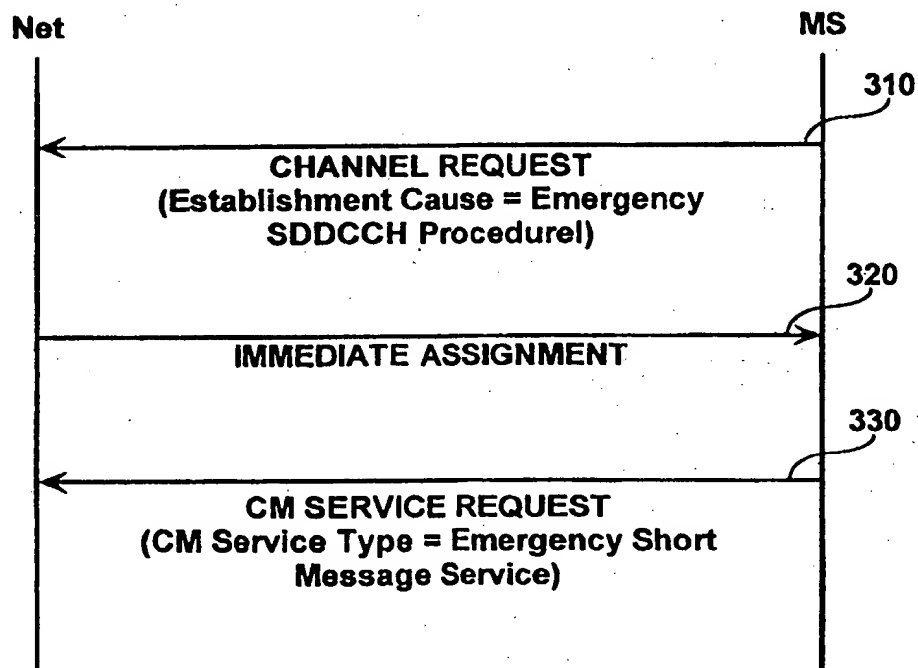 Net
MS
310
CHANNEL REQUEST
(Establishment Cause = Emergency
SDDCCH Procedurel)
320
IMMEDIATE ASSIGNMENT
330
CM SERVICE REQUEST
(CM Service Type = Emergency Short
Message Service)